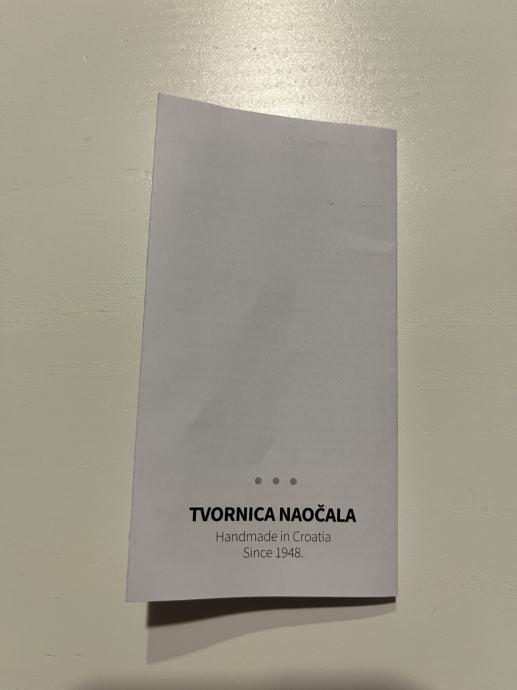 TVORNICA NAOČALA
Handmade in Croatia
Since 1948.